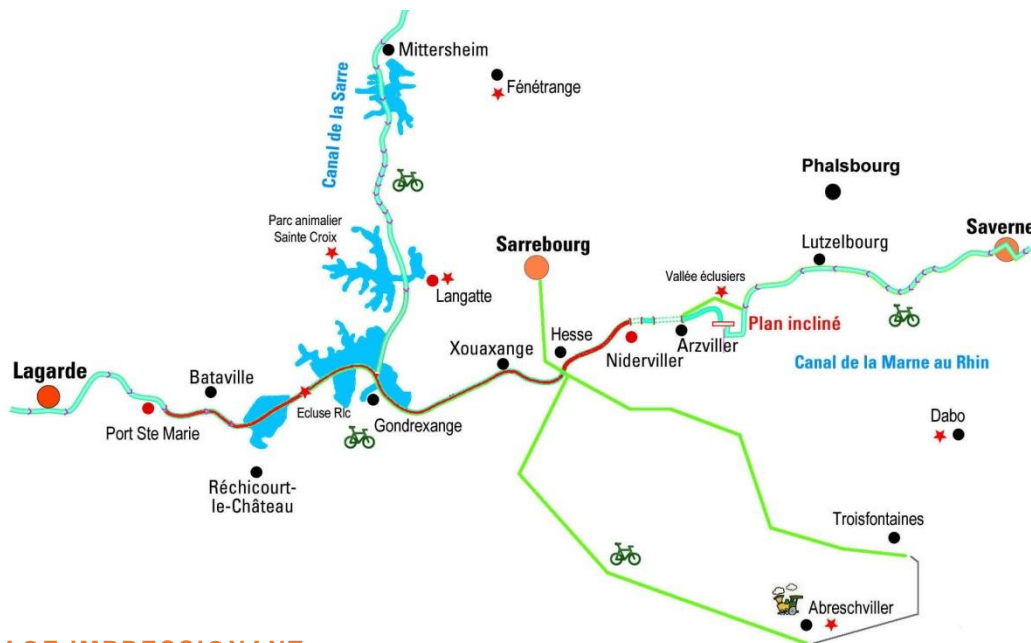 Mittersheim
Fénétrange
Canal de la Sarre
Phalsbourg
Parc animalier
Sainte Croix
Sarrebourg
Saverne
Lutzelbourg
Vallée éclusiers
Langatte
Plan incliné
Hesse
Xouaxange
Niderviller
Arzviller
Canal de la Marne au Rhin
Lagarde
Bataville
Ecluse Rlc
Gondrexange
Port Ste Marie
Dabo
Réchicourt-
le-Château
Troisfontaines
Abreschviller